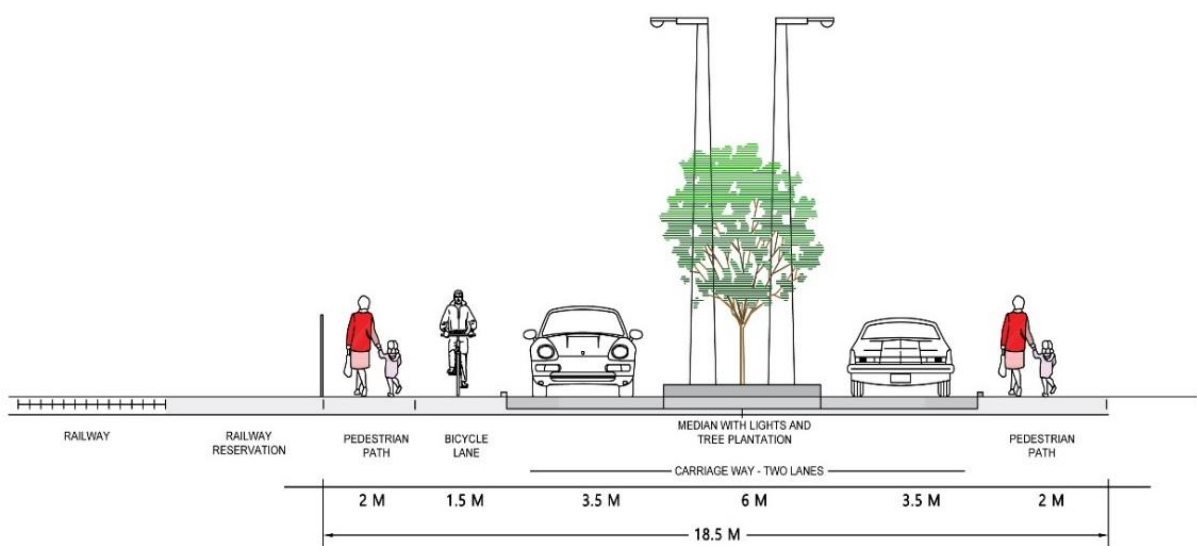 RAILWAY
RAILWAY
RESERVATION
PEDESTRIAN
PATH
BICYCLE
LANE
MEDIAN WITH LIGHTS AND
TREE PLANTATION
PEDESTRIAN
PATH
CARRIAGE WAY - TWO LANES
2 M
1.5 M
3.5 M
6 M
3.5 M
2 M
18.5 M